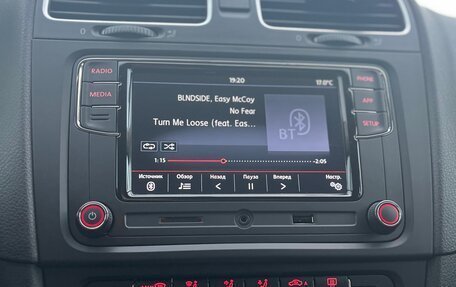 RADIO
MEDIA
PHONE
APP
SETUP
19:20
17.0°C
BLNDSIDE, Easy McCoy
No Fear
Turn Me Loose (feat. Eas...
BT
1:15
-2:05
Источник
Обзор
Назад
Пауза
Вперед
Настр.